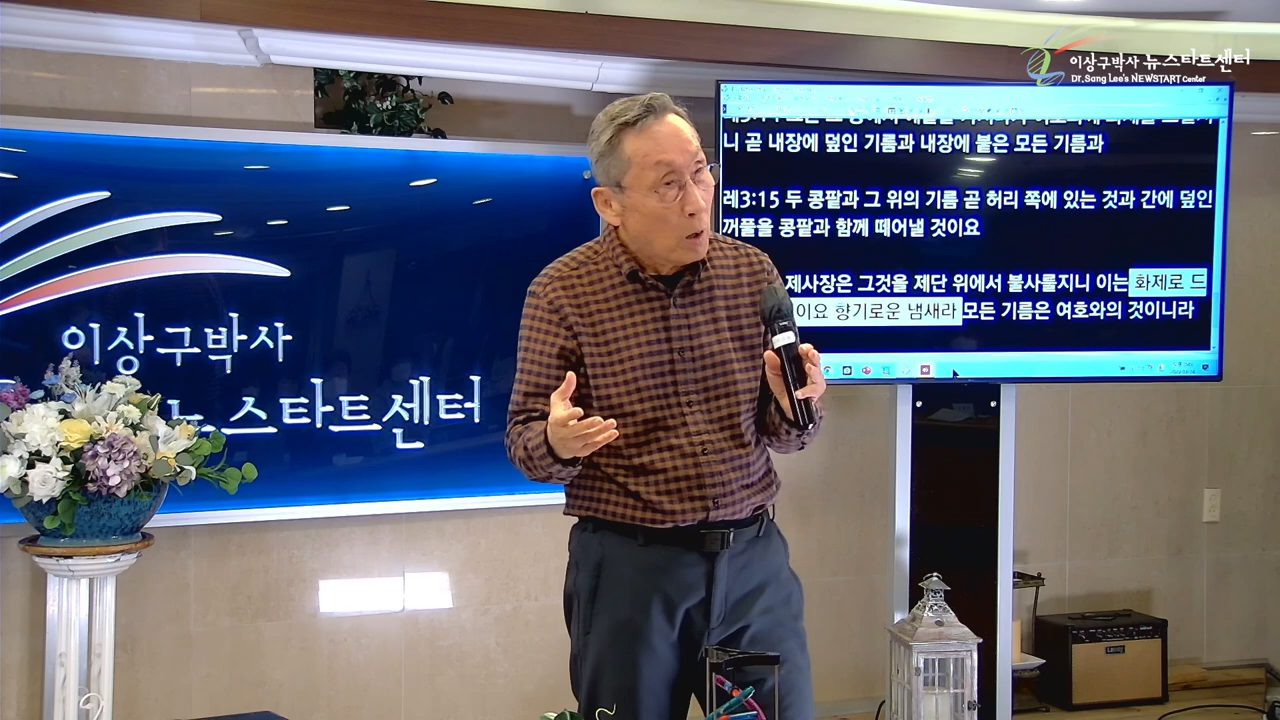 이상구박사 뉴스타트센터
Dr. Sang Lee's NEWSTART Center
니 곧 내장에 덮인 기름과 내장에 붙은 모든 기름과
레3:15 두 콩팥과 그 위의 기름 곧 허리 쪽에 있는 것과 간에 덮인
꺼풀을 콩팥과 함께 떼어낼 것이요
제사장은 그것을 제단 위에서 불사를지니 이는 화제로 드
이요 향기로운 냄새라 모든 기름은 여호와의 것이니라
이상구박사
뉴스타트센터
Laney